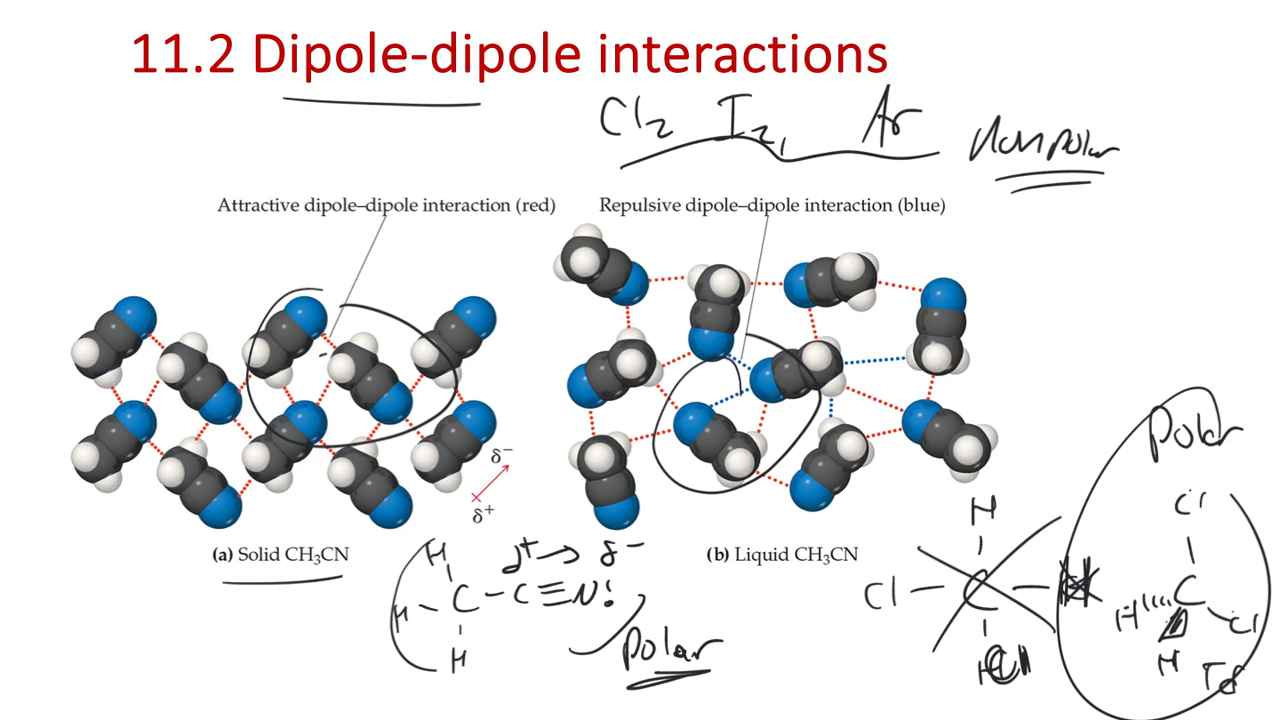 11.2 Dipole-dipole interactions
Cl2 I2, Ar Nonpolar
Attractive dipole–dipole interaction (red)
Repulsive dipole–dipole interaction (blue)
δ−
δ+
(a) Solid CH3CN
(b) Liquid CH3CN
δ+ → δ−
H
H – C – C ≡ N:
H
Polar
H
Cl – C –
Polar
Cl
C
H Cl
H
Td